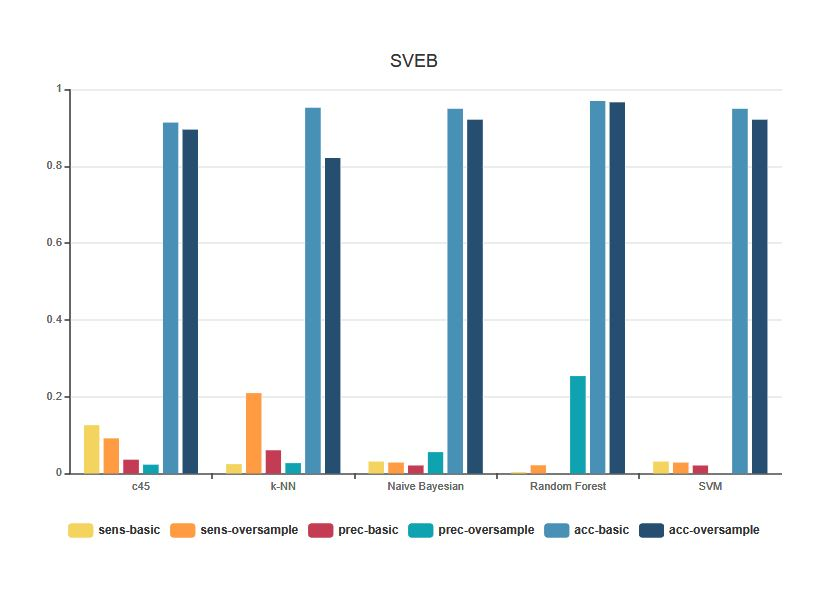 SVEB
1
0.8
0.6
0.4
0.2
0
c45 k-NN Naive Bayesian Random Forest SVM
sens-basic sens-oversample prec-basic prec-oversample acc-basic acc-oversample